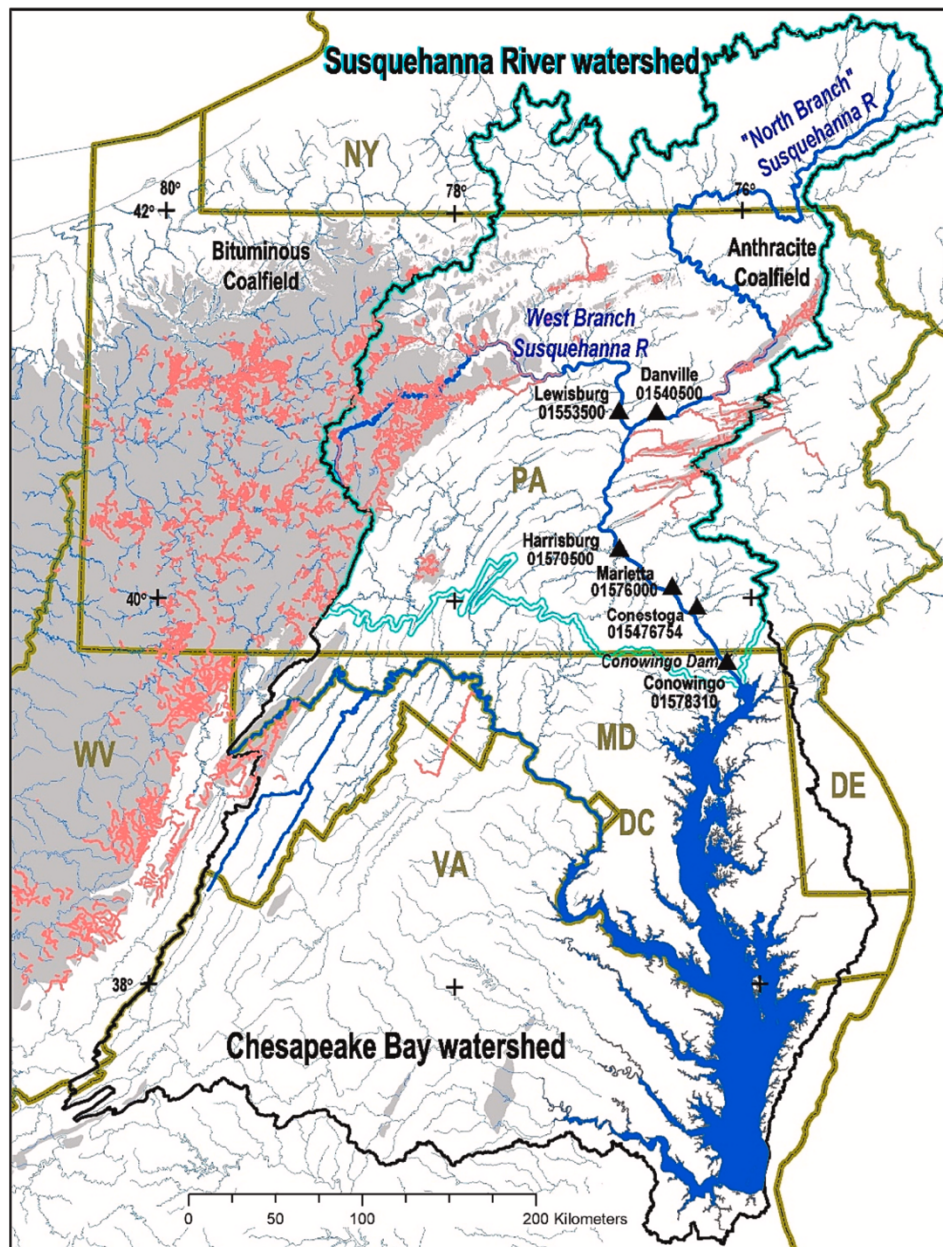 Susquehanna River watershed
"North Branch"
Susquehanna R
NY
80°
42°
78°
76°
Bituminous
Coalfield
Anthracite
Coalfield
West Branch
Susquehanna R
Danville
01540500
Lewisburg
01553500
PA
Harrisburg
01570500
Marietta
01576000
40°
Conestoga
015476754
Conowingo Dam
Conowingo
01578310
WV
MD
DE
DC
VA
38°
Chesapeake Bay watershed
0 50 100 200 Kilometers